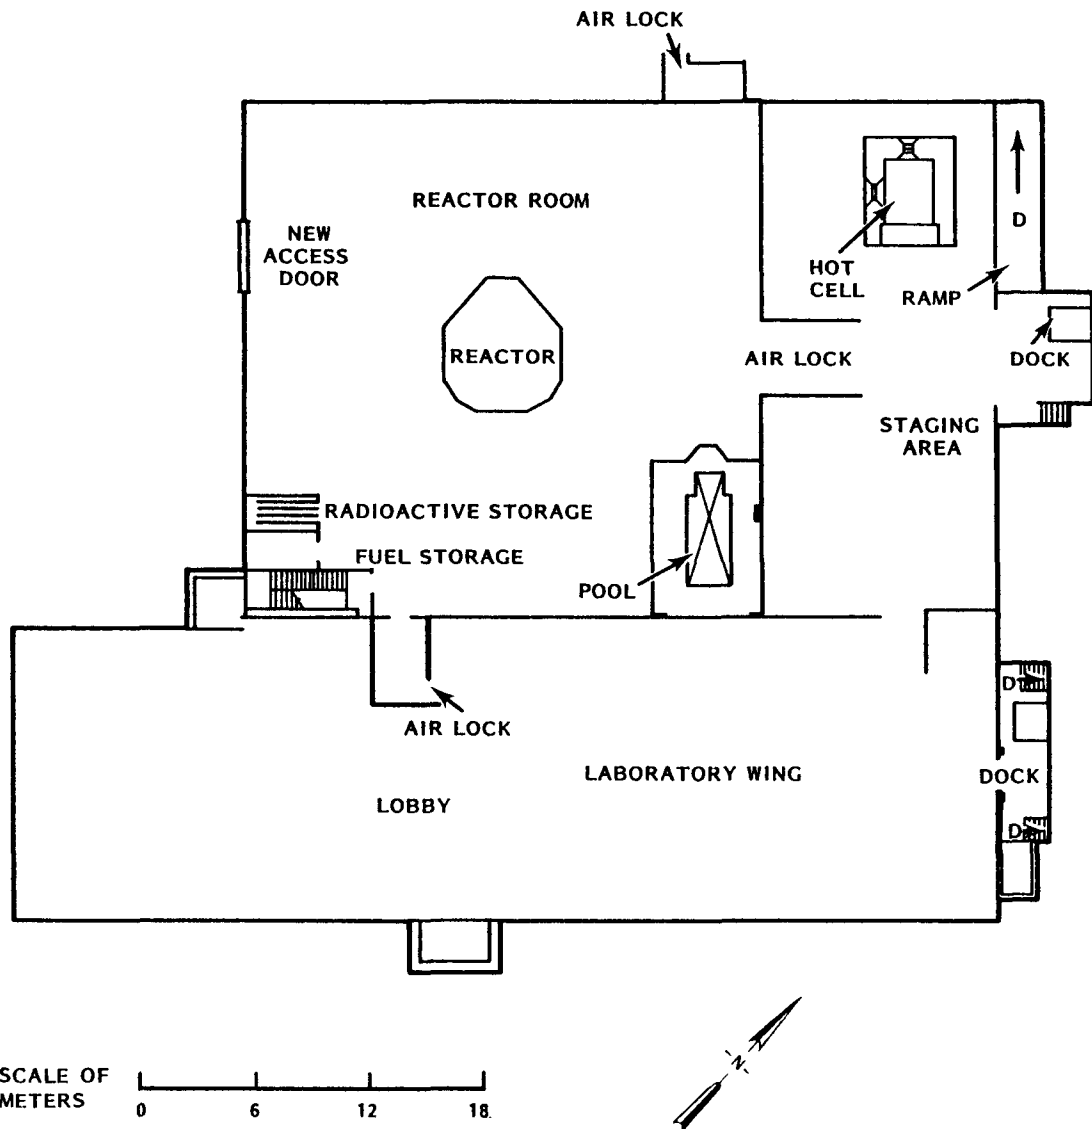 AIR LOCK
REACTOR ROOM
NEW
ACCESS
DOOR
D
HOT
CELL
RAMP
REACTOR
AIR LOCK
DOCK
STAGING
AREA
RADIOACTIVE STORAGE
FUEL STORAGE
POOL
D
AIR LOCK
LABORATORY WING
DOCK
LOBBY
D
N
SCALE OF
METERS
0 6 12 18.